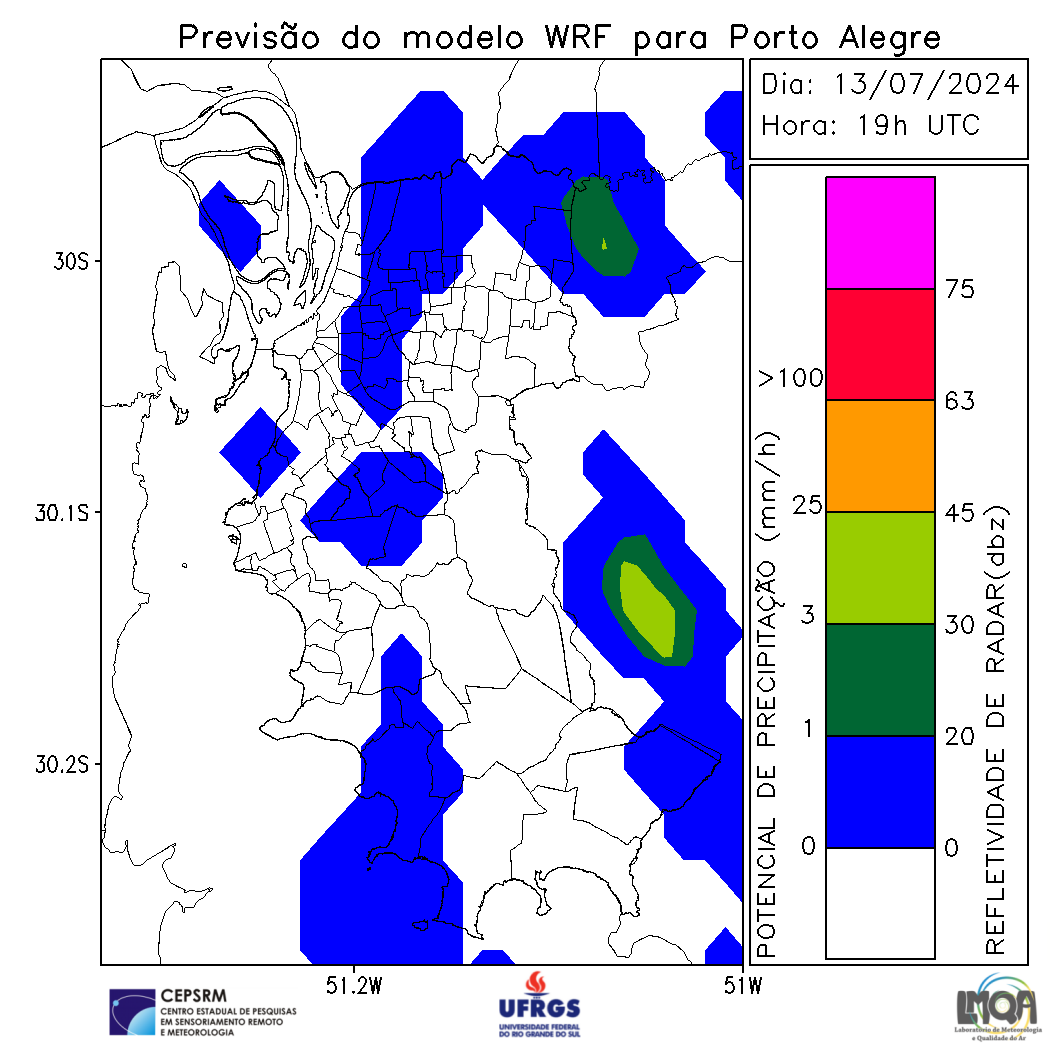 Previsão do modelo WRF para Porto Alegre
Dia: 13/07/2024
Hora: 19h UTC
30S
30.1S
30.2S
51.2W
51W
POTENCIAL DE PRECIPITAÇÃO (mm/h)
>100
25
3
1
0
75
63
45
30
20
0
REFLETIVIDADE DE RADAR(dbz)
CEPSRM
CENTRO ESTADUAL DE PESQUISAS
EM SENSORIAMENTO REMOTO
E METEOROLOGIA
UFRGS
UNIVERSIDADE FEDERAL
DO RIO GRANDE DO SUL
LMQA
Laboratório de Meteorologia
e Qualidade do Ar